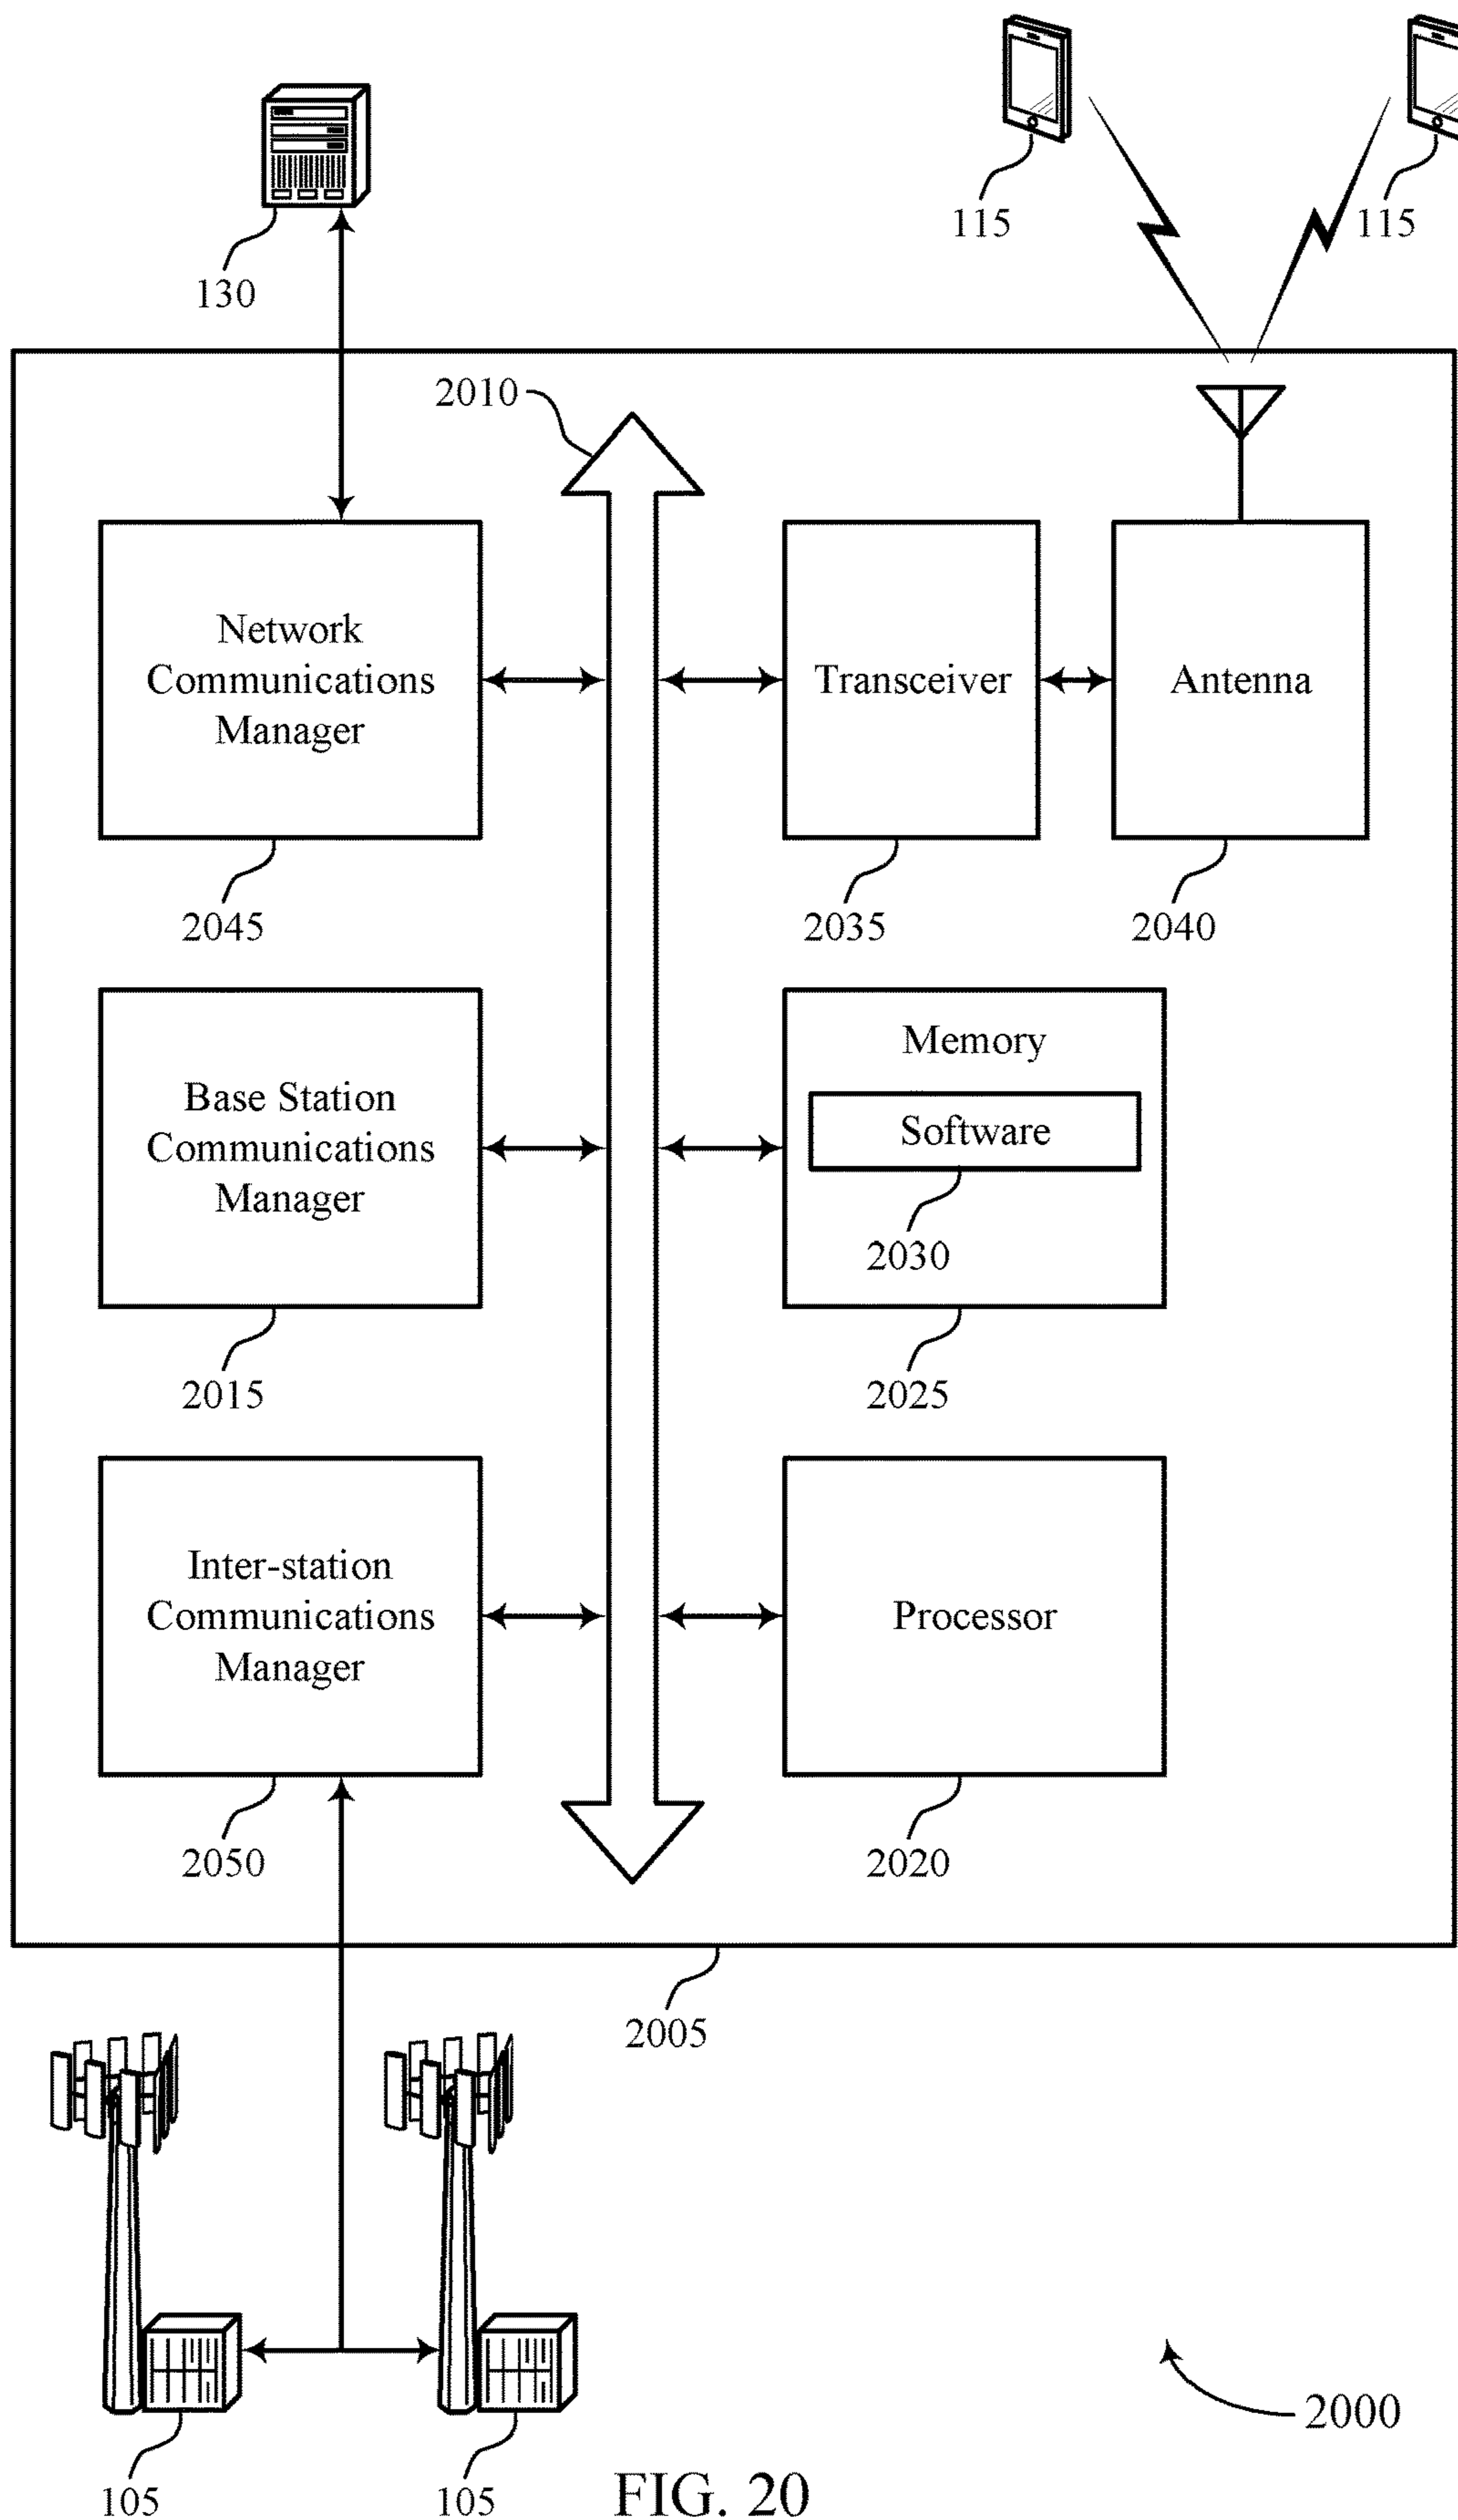 115
115
130
2010
Network
Communications
Manager
Transceiver
Antenna
2045
2035
2040
Base Station
Communications
Manager
Memory
Software
2030
2015
2025
Inter-station
Communications
Manager
Processor
2050
2020
2005
2000
105
105
FIG. 20